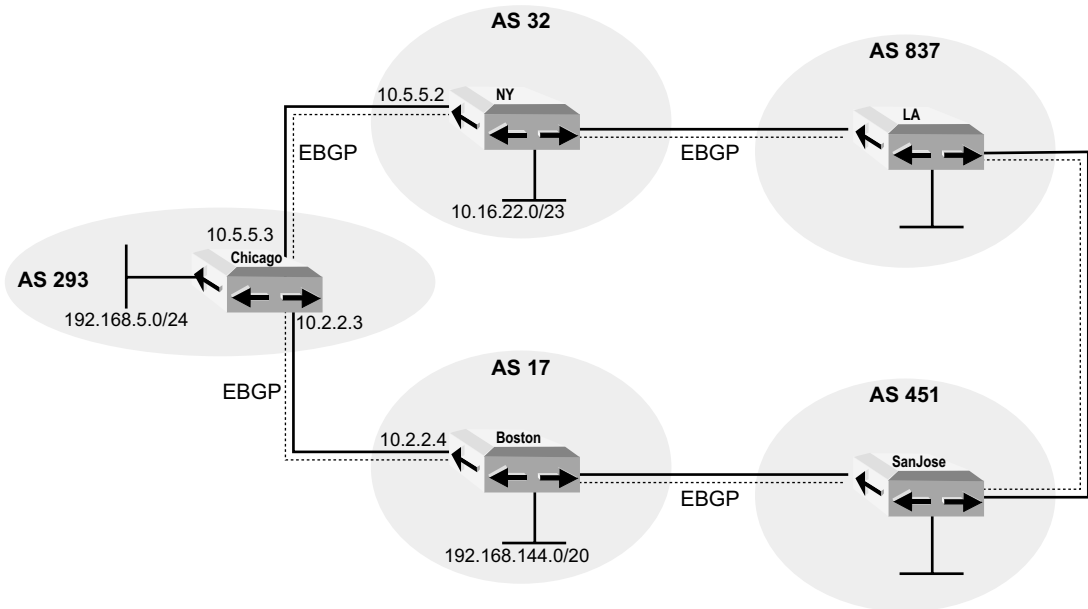 AS 32
AS 837
10.5.5.2
NY
LA
EBGP
EBGP
10.16.22.0/23
10.5.5.3
Chicago
AS 293
192.168.5.0/24
10.2.2.3
AS 17
AS 451
EBGP
10.2.2.4
Boston
SanJose
EBGP
192.168.144.0/20